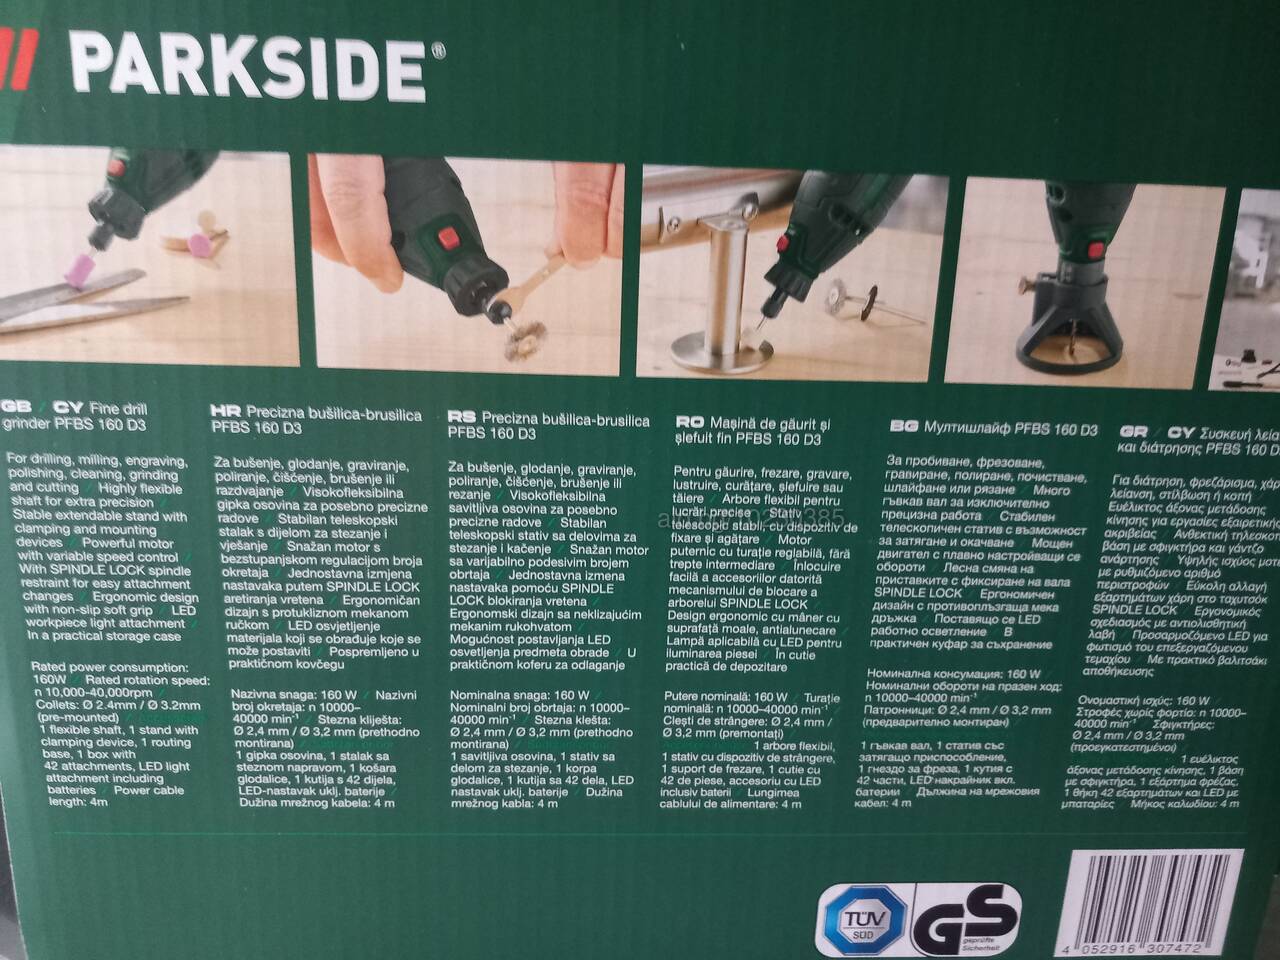 PARKSIDE®
GB / CY Fine drill
grinder PFBS 160 D3
For drilling, milling, engraving,
polishing, cleaning, grinding
and cutting / Highly flexible
shaft for extra precision /
Stable extendable stand with
clamping and mounting
devices / Powerful motor
with variable speed control /
With SPINDLE LOCK spindle
restraint for easy attachment
changes / Ergonomic design
with non-slip soft grip / LED
workpiece light attachment /
In a practical storage case
Rated power consumption:
160W / Rated rotation speed:
n 10,000-40,000rpm /
Collets: Ø 2.4mm / Ø 3.2mm
(pre-mounted) /
1 flexible shaft, 1 stand with
clamping device, 1 routing
base, 1 box with
42 attachments, LED light
attachment including
batteries / Power cable
length: 4m
HR Precizna bušilica-brusilica
PFBS 160 D3
Za bušenje, glodanje, graviranje,
poliranje, čišćenje, brušenje ili
razdvajanje / Visokofleksibilna
gipka osovina za posebno precizne
radove / Stabilan teleskopski
stalak s dijelom za stezanje i
vješanje / Snažan motor s
bezstupanjskom regulacijom broja
okretaja / Jednostavna izmjena
nastavaka putem SPINDLE LOCK
aretiranja vretena / Ergonomičan
dizajn s protukliznom mekanom
ručkom / LED osvjetljenje
materijala koji se obrađuje koje se
može postaviti / Pospremljeno u
praktičnom kovčegu
Nazivna snaga: 160 W / Nazivni
broj okretaja: n 10000–
40000 min⁻¹ / Stezna kliješta:
Ø 2,4 mm / Ø 3,2 mm (prethodno
montirana) /
1 gipka osovina, 1 stalak sa
steznom napravom, 1 košara
glodalice, 1 kutija s 42 dijela,
LED-nastavak uklj. baterije /
Dužina mrežnog kabela: 4 m
RS Precizna bušilica-brusilica
PFBS 160 D3
Za bušenje, glodanje, graviranje,
poliranje, čišćenje, brušenje ili
rezanje / Visokofleksibilna
savitljiva osovina za posebno
precizne radove / Stabilan
teleskopski stativ sa delovima za
stezanje i kačenje / Snažan motor
sa varijabilno podesivim brojem
obrtaja / Jednostavna izmena
nastavaka pomoću SPINDLE
LOCK blokiranja vretena /
Ergonomski dizajn sa neklizajućim
mekanim rukohvatom /
Mogućnost postavljanja LED
osvetljenja predmeta obrade / U
praktičnom koferu za odlaganje
Nominalna snaga: 160 W /
Nominalni broj obrtaja: n 10000–
40000 min⁻¹ / Stezna klešta:
Ø 2,4 mm / Ø 3,2 mm (prethodno
montirana) /
1 savitljiva osovina, 1 stativ sa
delom za stezanje, 1 korpa
glodalice, 1 kutija sa 42 dela, LED
nastavak uklj. baterije / Dužina
mrežnog kabla: 4 m
RO Mașină de găurit și
șlefuit fin PFBS 160 D3
Pentru găurire, frezare, gravare,
lustruire, curățare, șlefuire sau
tăiere / Arbore flexibil pentru
lucrări precise / Stativ
telescopic stabil cu dispozitiv de
fixare și agățare / Motor
puternic cu turație reglabilă, fără
trepte intermediare / Înlocuire
facilă a accesoriilor datorită
mecanismului de blocare a
arborelui SPINDLE LOCK /
Design ergonomic cu mâner cu
suprafață moale, antialunecare /
Lampă aplicabilă cu LED pentru
iluminarea piesei / În cutie
practică de depozitare
Putere nominală: 160 W / Turație
nominală: n 10000–40000 min⁻¹ /
Clești de strângere: Ø 2,4 mm /
Ø 3,2 mm (premontați) /
1 arbore flexibil,
1 stativ cu dispozitiv de strângere,
1 suport de frezare, 1 cutie cu
42 de piese, accesoriu cu LED
inclusiv baterii / Lungimea
cablului de alimentare: 4 m
BG Мултишлайф PFBS 160 D3
За пробиване, фрезоване,
гравиране, полиране, почистване,
шлайфане или рязане / Много
гъвкав вал за изключително
прецизна работа / Стабилен
телескопичен статив с възможност
за затягане и окачване / Мощен
двигател с плавно настройващи се
обороти / Лесна смяна на
приставките с фиксиране на вала
SPINDLE LOCK / Ергономичен
дизайн с противоплъзгаща мека
дръжка / Поставящо се LED
работно осветление / В
практичен куфар за съхранение
Номинална консумация: 160 W /
Номинални обороти на празен ход:
n 10000–40000 min⁻¹ /
Патронници: Ø 2,4 mm / Ø 3,2 mm
(предварително монтиран) /
1 гъвкав вал, 1 статив със
затягащо приспособление,
1 гнездо за фреза, 1 кутия с
42 части, LED накрайник вкл.
батерии / Дължина на мрежовия
кабел: 4 m
GR / CY Συσκευή λεία
και διάτρησης PFBS 160 D
Για διάτρηση, φρεζάρισμα, χάρ
λείανση, στίλβωση ή κοπή /
Ευέλικτος άξονας μετάδοσης
κίνησης για εργασίες εξαιρετική
ακριβείας / Ανθεκτική τηλεσκο
βάση με σφιγκτήρα και γάντζο
ανάρτησης / Υψηλής ισχύος μοτέ
με ρυθμιζόμενο αριθμό
περιστροφών / Εύκολη αλλαγή
εξαρτημάτων χάρη στο ταχυτσόκ
SPINDLE LOCK / Εργονομικός
σχεδιασμός με αντιολισθητική
λαβή / Προσαρμοζόμενο LED για
φωτισμό του επεξεργαζόμενου
τεμαχίου / Με πρακτικό βαλιτσάκι
αποθήκευσης
Ονομαστική ισχύς: 160 W /
Στροφές χωρίς φορτίο: n 10000–
40000 min⁻¹ / Σφιγκτήρες:
Ø 2,4 mm / Ø 3,2 mm
(προεγκατεστημένοι) /
1 ευέλικτος
άξονας μετάδοσης κίνησης, 1 βάση
με σφιγκτήρα, 1 εξάρτημα φρέζας,
1 θήκη 42 εξαρτημάτων και LED με
μπαταρίες / Μήκος καλωδίου: 4 m
TÜV
SÜD
GS
geprüfte
Sicherheit
4 052916 307472